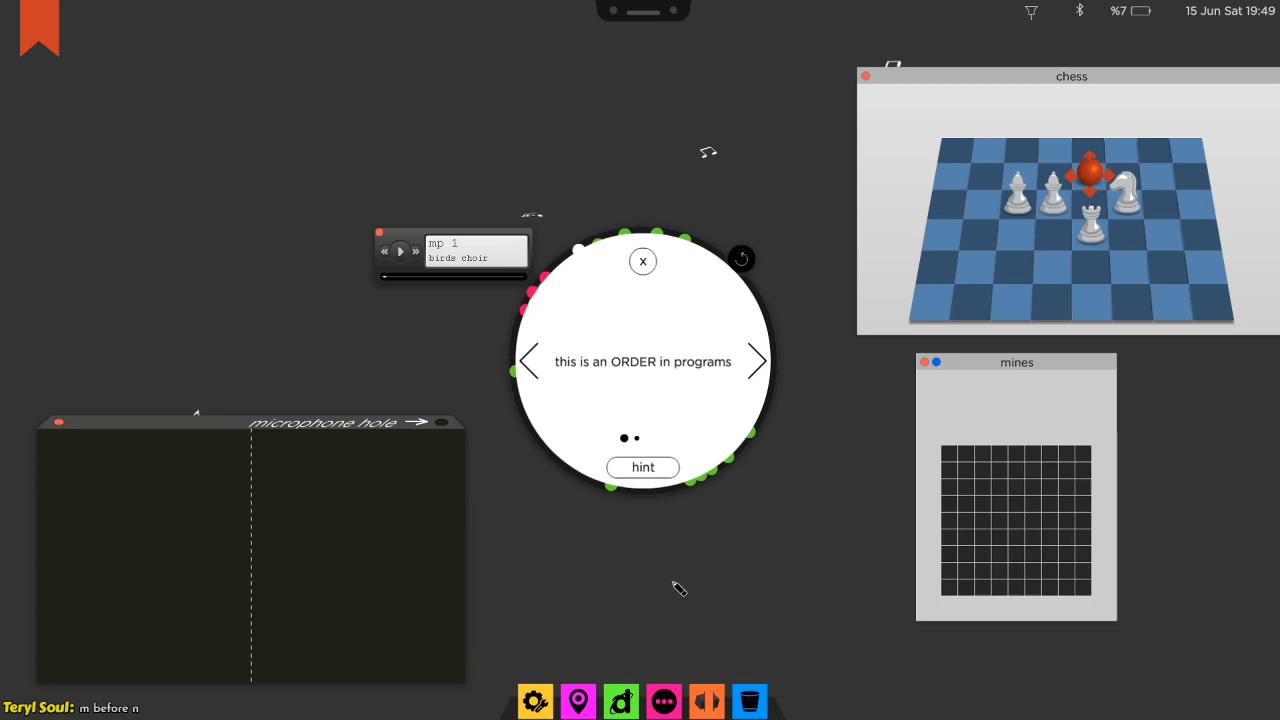 %7
15 Jun Sat 19:49
chess
mp 1
birds choir
x
this is an ORDER in programs
hint
mines
microphone hole
d
Teryl Soul: m before n